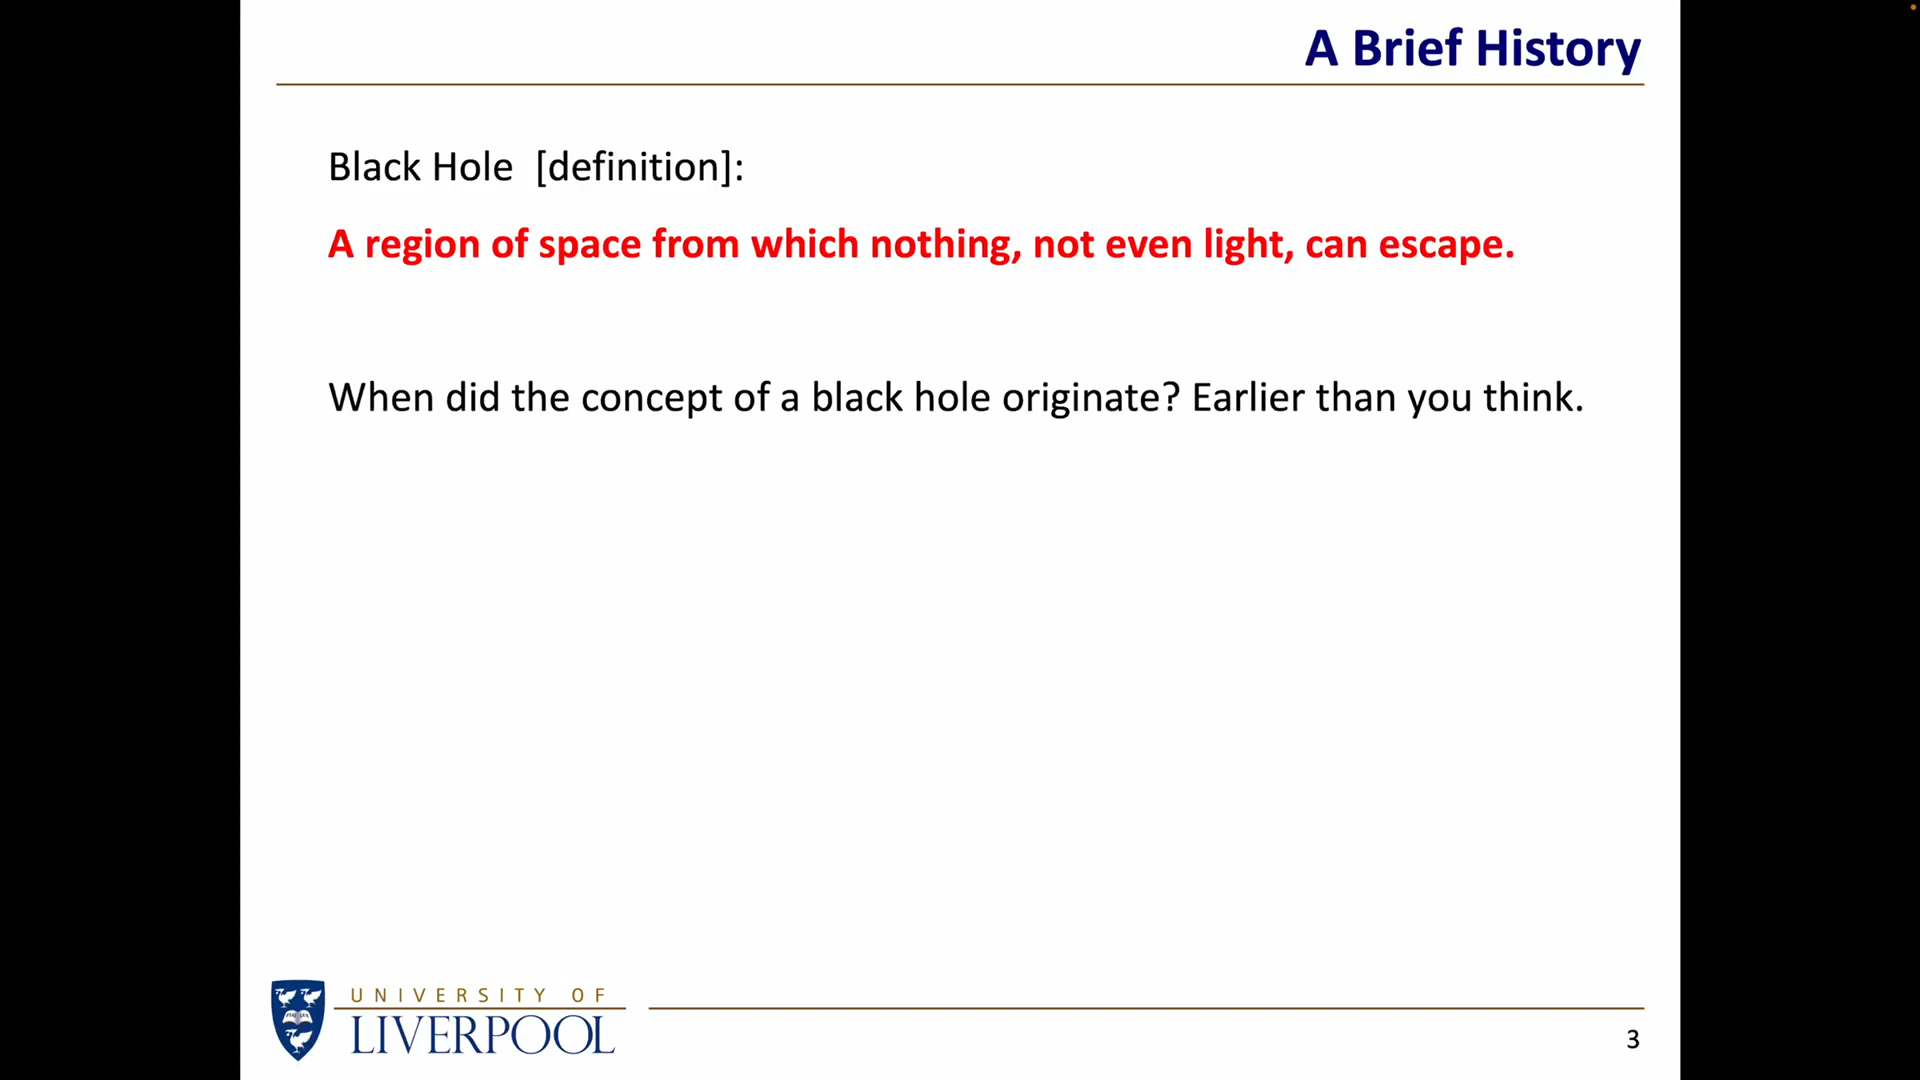 A Brief History
Black Hole [definition]:
A region of space from which nothing, not even light, can escape.
When did the concept of a black hole originate? Earlier than you think.
UNIVERSITY OF
LIVERPOOL
3